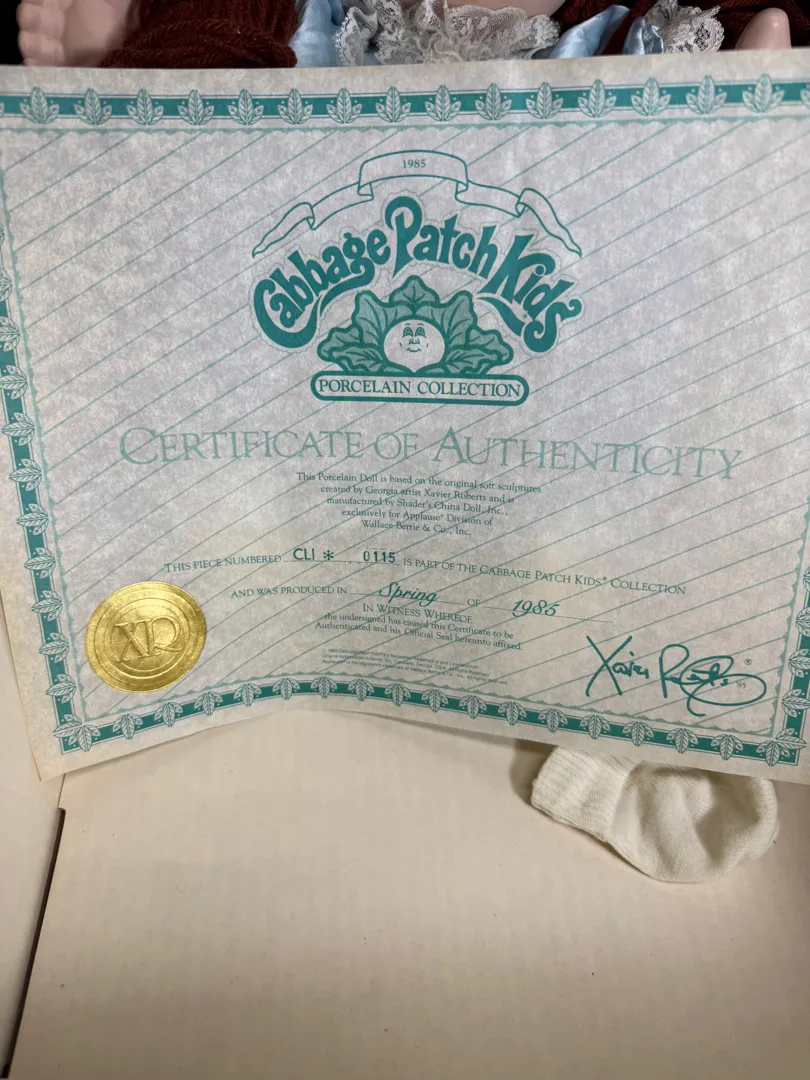 1985
Cabbage Patch Kids
PORCELAIN COLLECTION
CERTIFICATE OF AUTHENTICITY
This Porcelain Doll is based on the original soft sculptures
created by Georgia artist Xavier Roberts and is
manufactured by Shader's China Doll, Inc.,
exclusively for Applause® Division of
Wallace Berrie & Co., Inc.
THIS PIECE NUMBERED CLI * 0115 IS PART OF THE CABBAGE PATCH KIDS® COLLECTION
AND WAS PRODUCED IN Spring OF 1985
IN WITNESS WHEREOF,
the undersigned has caused this Certificate to be
Authenticated and his Official Seal hereunto affixed.
Xavier Roberts ®
XR